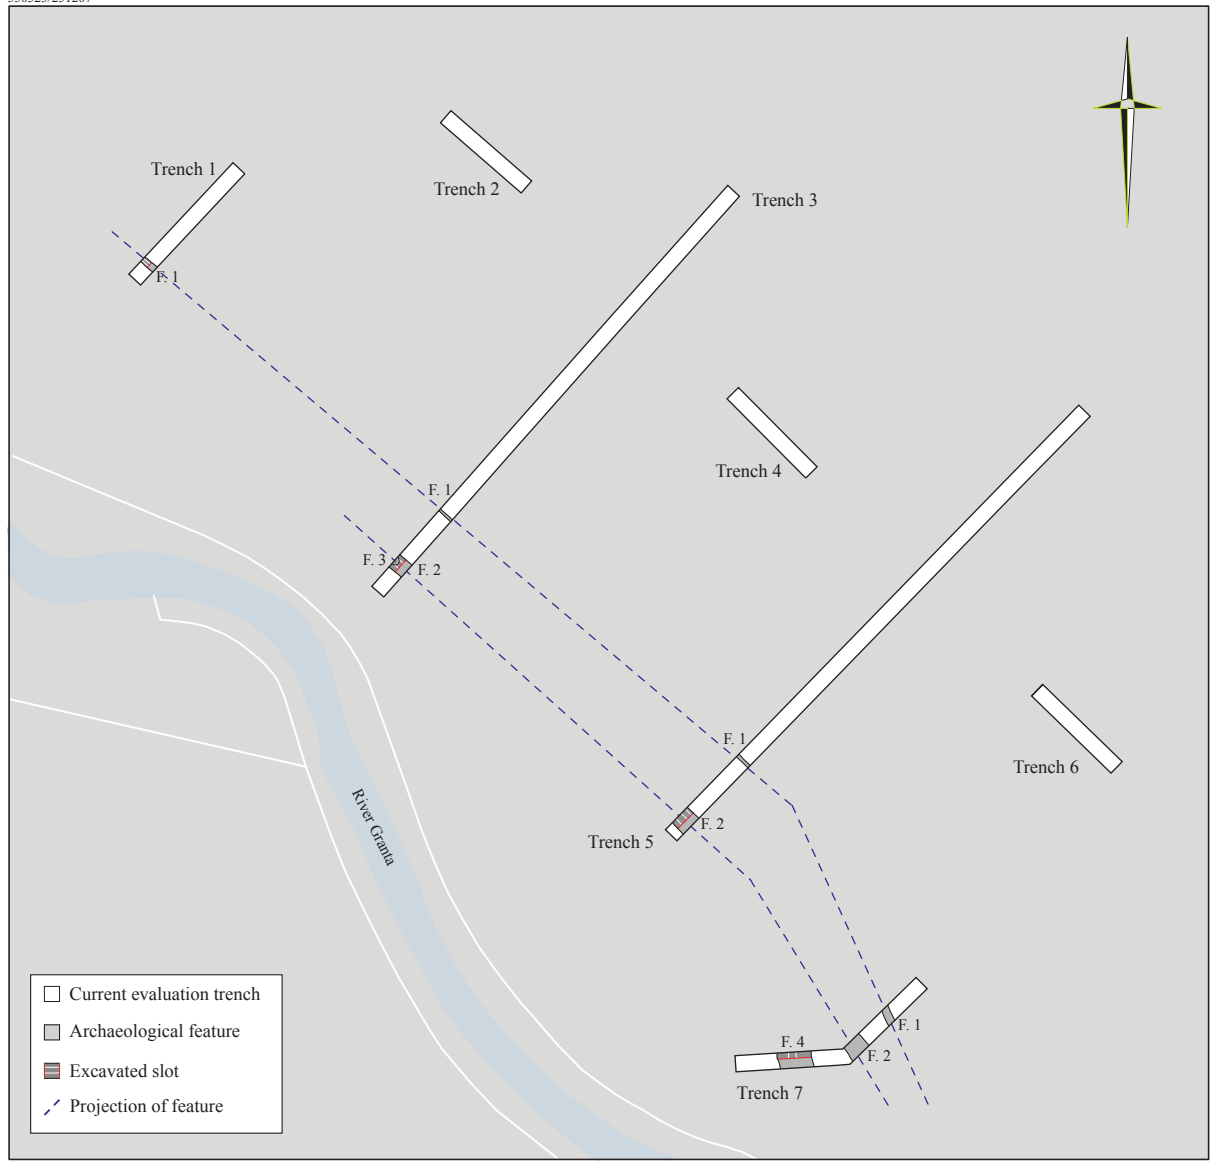 Trench 1
Trench 2
Trench 3
F. 1
Trench 4
F. 1
F. 3
F. 2
F. 1
Trench 6
F. 2
Trench 5
River Granta
F. 1
F. 4
F. 2
Trench 7
Current evaluation trench
Archaeological feature
Excavated slot
Projection of feature